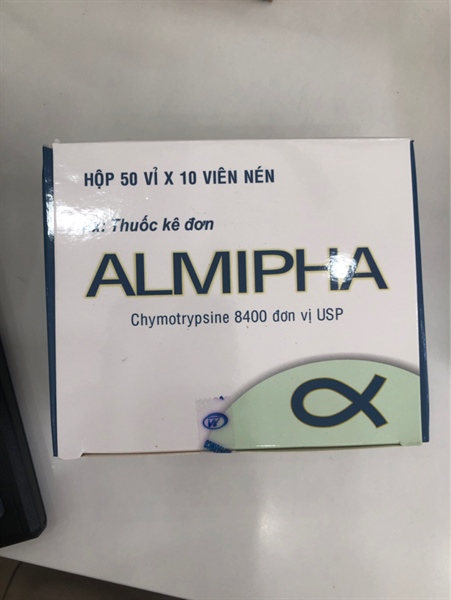 HỘP 50 VỈ X 10 VIÊN NÉN
Thuốc kê đơn
ALMIPHA
Chymotrypsine 8400 đơn vị USP